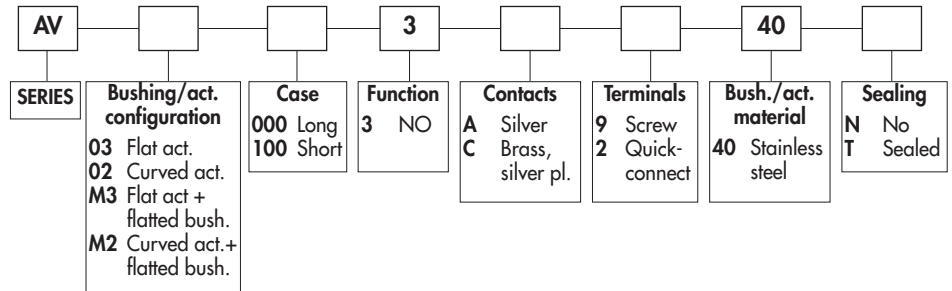 AV 3 40
SERIES
Bushing/act.
configuration
03 Flat act.
02 Curved act.
M3 Flat act +
flatted bush.
M2 Curved act.+
flatted bush.
Case
000 Long
100 Short
Function
3 NO
Contacts
A Silver
C Brass,
silver pl.
Terminals
9 Screw
2 Quick-
connect
Bush./act.
material
40 Stainless
steel
Sealing
N No
T Sealed